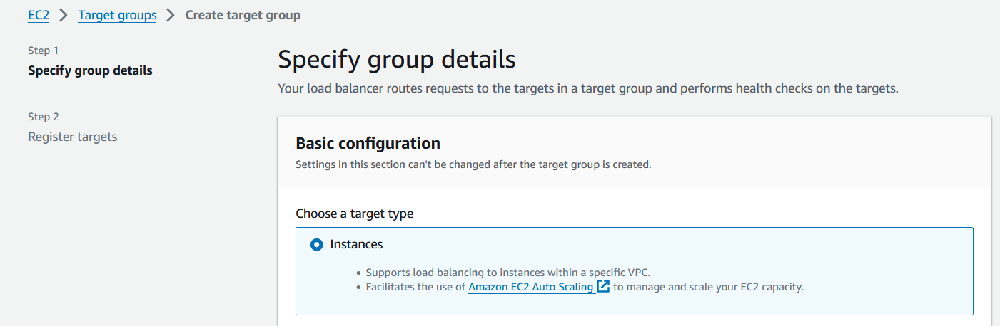 EC2 > Target groups > Create target group
Step 1
Specify group details
Step 2
Register targets
Specify group details
Your load balancer routes requests to the targets in a target group and performs health checks on the targets.
Basic configuration
Settings in this section can't be changed after the target group is created.
Choose a target type
Instances
• Supports load balancing to instances within a specific VPC.
• Facilitates the use of Amazon EC2 Auto Scaling to manage and scale your EC2 capacity.